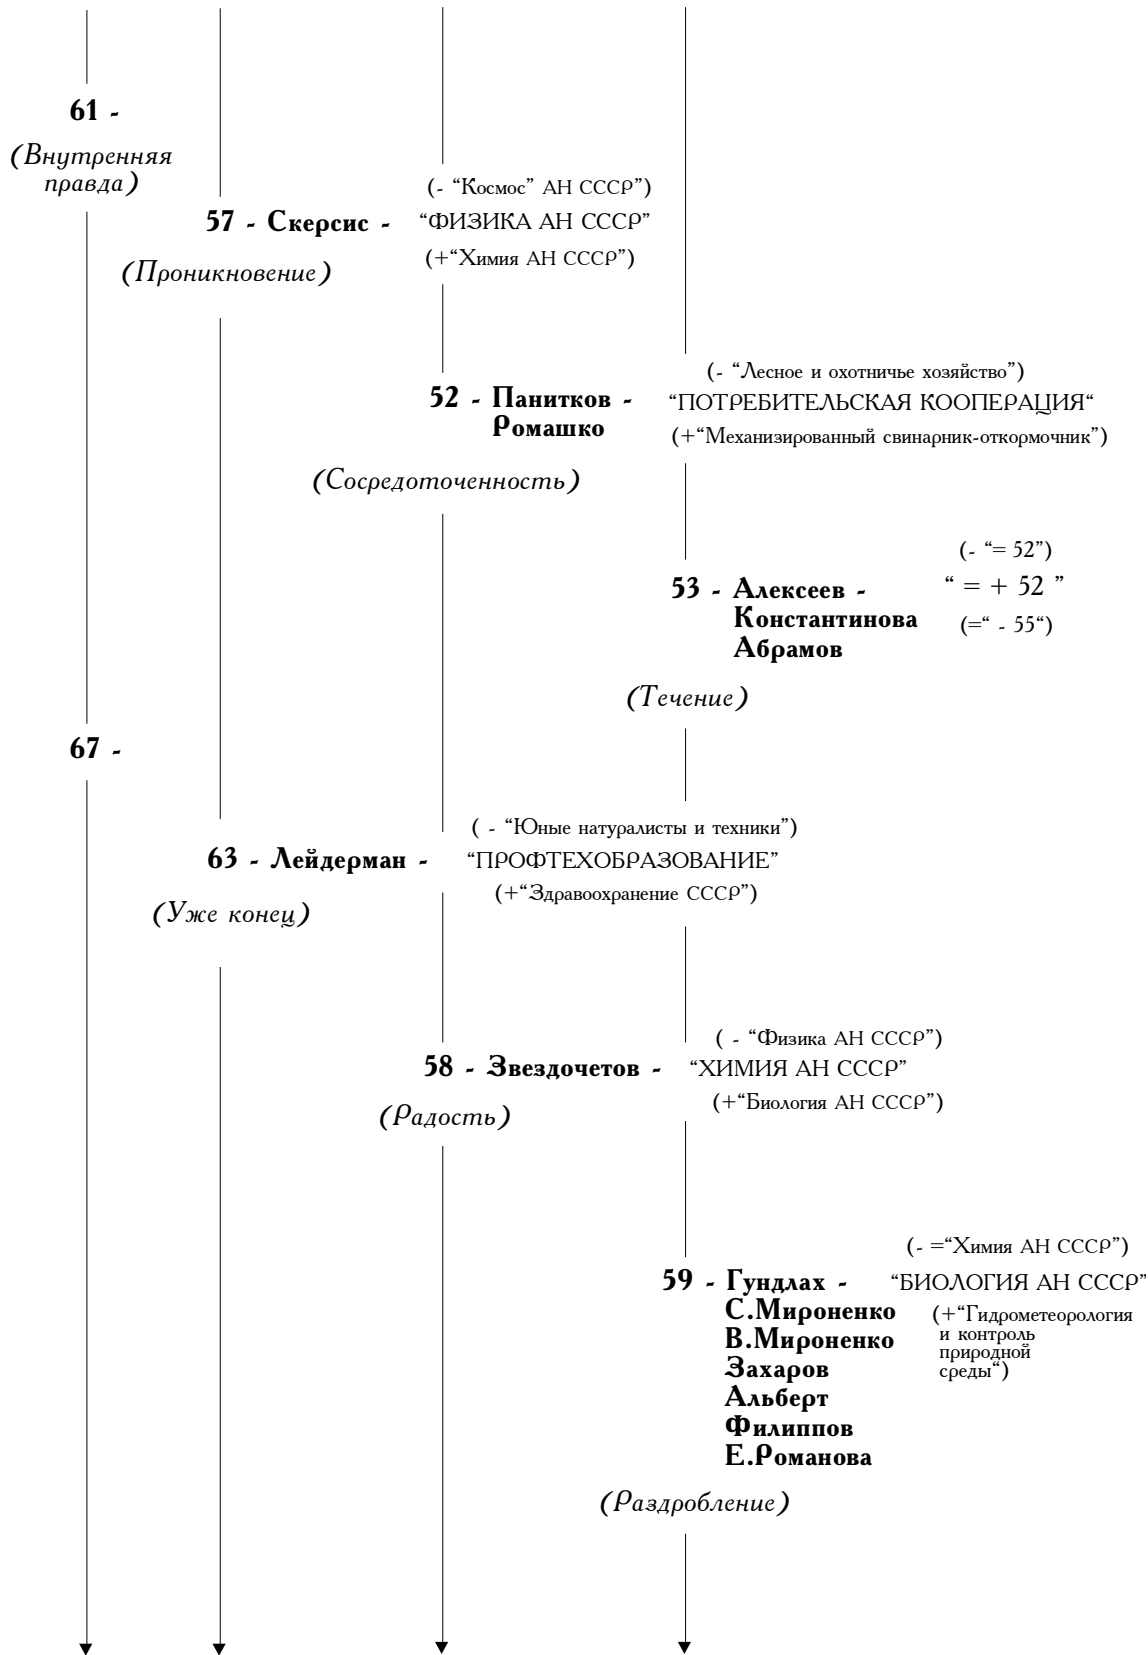 61 -
(Внутренняя
правда)
(- “Космос” АН СССР”)
57 - Скерсис - “ФИЗИКА АН СССР”
(+“Химия АН СССР”)
(Проникновение)
(- “Лесное и охотничье хозяйство”)
52 - Панитков - “ПОТРЕБИТЕЛЬСКАЯ КООПЕРАЦИЯ“
Ромашко
(+“Механизированный свинарник-откормочник”)
(Сосредоточенность)
(- “= 52”)
53 - Алексеев - “ = + 52 ”
Константинова
(=“ - 55“)
Абрамов
(Течение)
67 -
( - “Юные натуралисты и техники”)
63 - Лейдерман - “ПРОФТЕХОБРАЗОВАНИЕ”
(+“Здравоохранение СССР”)
(Уже конец)
( - “Физика АН СССР”)
58 - Звездочетов - “ХИМИЯ АН СССР”
(+“Биология АН СССР”)
(Радость)
(- =“Химия АН СССР”)
59 - Гундлах - “БИОЛОГИЯ АН СССР”
С.Мироненко
В.Мироненко
Захаров
Альберт
Филиппов
Е.Романова
(+“Гидрометеорология
и контроль
природной
среды“)
(Раздробление)